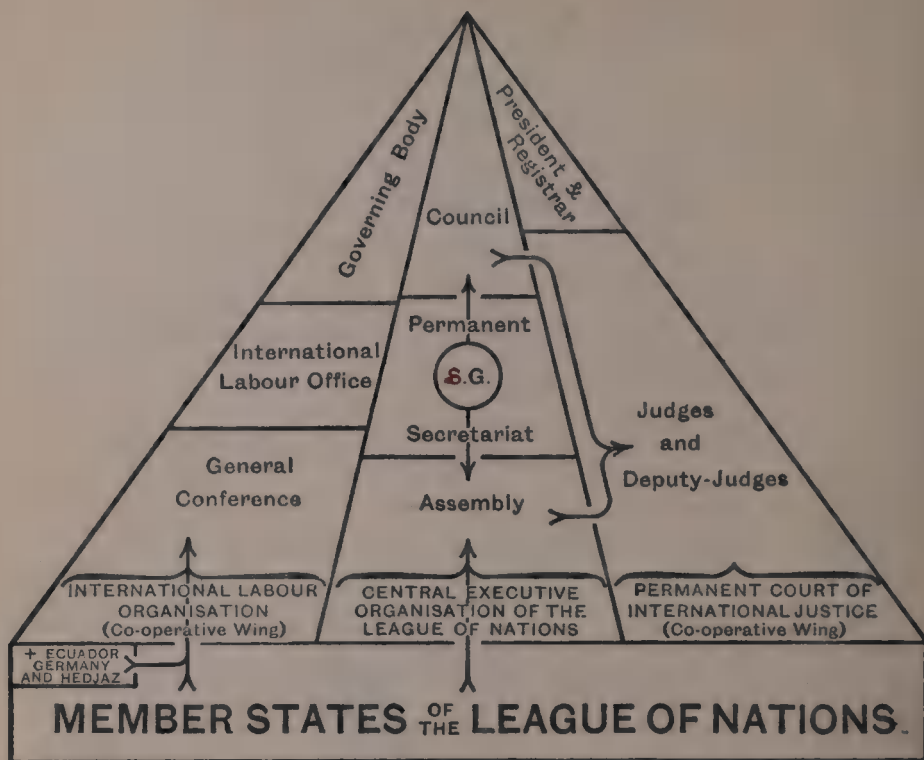 Governing Body
Council
President &
Registrar
International
Labour Office
Permanent
S.G.
Secretariat
Judges
and
Deputy-Judges
General
Conference
Assembly
INTERNATIONAL LABOUR
ORGANISATION
(Co-operative Wing)
CENTRAL EXECUTIVE
ORGANISATION OF THE
LEAGUE OF NATIONS
PERMANENT COURT OF
INTERNATIONAL JUSTICE
(Co-operative Wing)
+ ECUADOR
GERMANY
AND HEDJAZ
MEMBER STATES OF THE LEAGUE OF NATIONS.